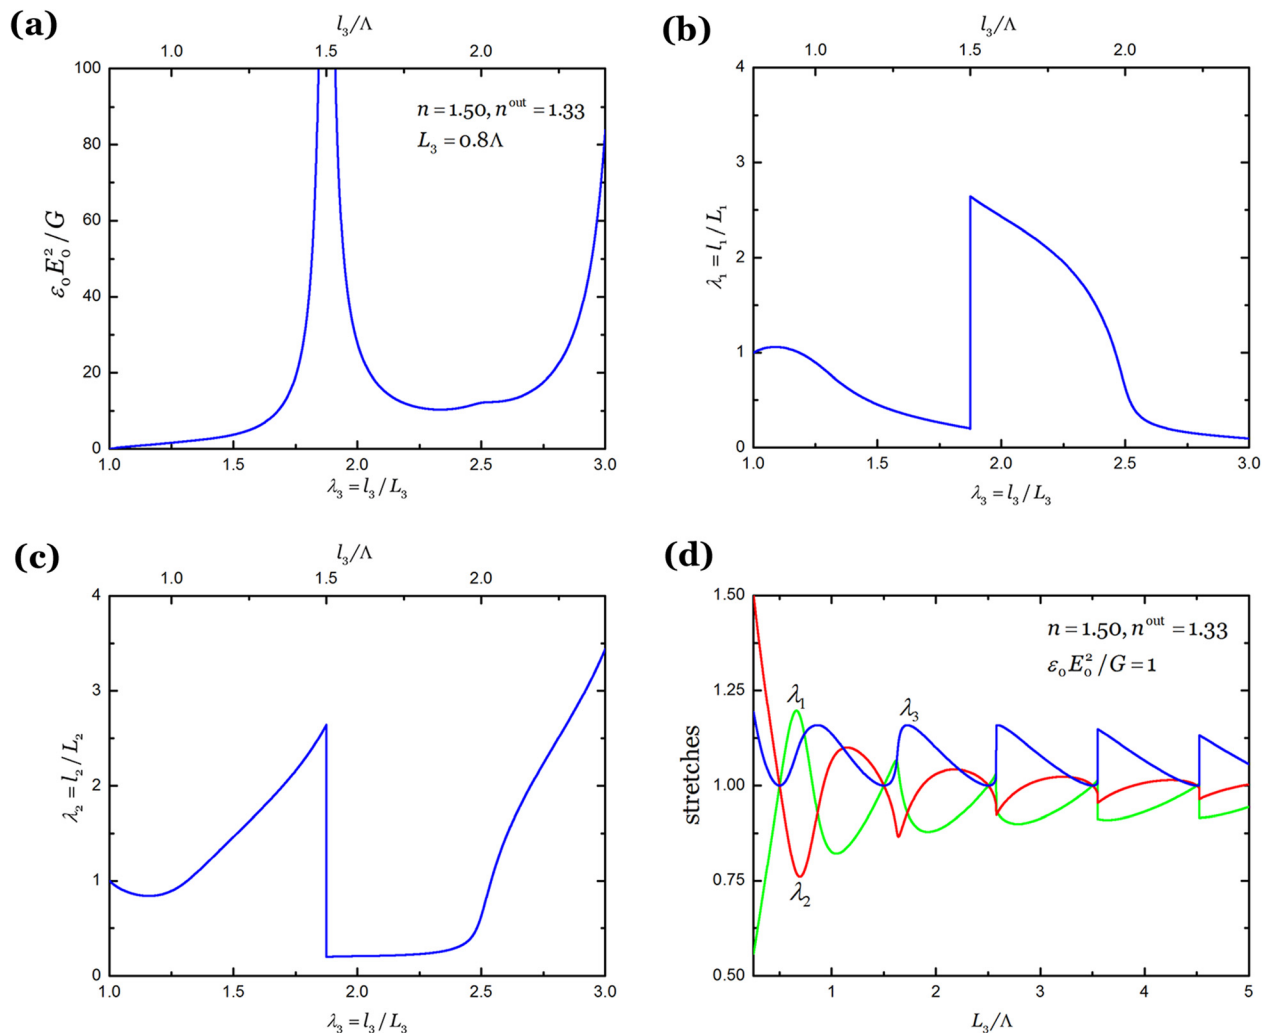 (a)
l₃/Λ
1.0 1.5 2.0
100
80
60
40
20
0
ε₀E₀²/G
n = 1.50, nᵒᵘᵗ = 1.33
L₃ = 0.8Λ
1.0 1.5 2.0 2.5 3.0
λ₃ = l₃/L₃
(b)
l₃/Λ
1.0 1.5 2.0
4
3
2
1
0
λ₁ = l₁/L₁
1.0 1.5 2.0 2.5 3.0
λ₃ = l₃/L₃
(c)
l₃/Λ
1.0 1.5 2.0
4
3
2
1
0
λ₂ = l₂/L₂
1.0 1.5 2.0 2.5 3.0
λ₃ = l₃/L₃
(d)
1.50
1.25
1.00
0.75
0.50
stretches
n = 1.50, nᵒᵘᵗ = 1.33
ε₀E₀²/G = 1
λ₁
λ₃
λ₂
1 2 3 4 5
L₃/Λ